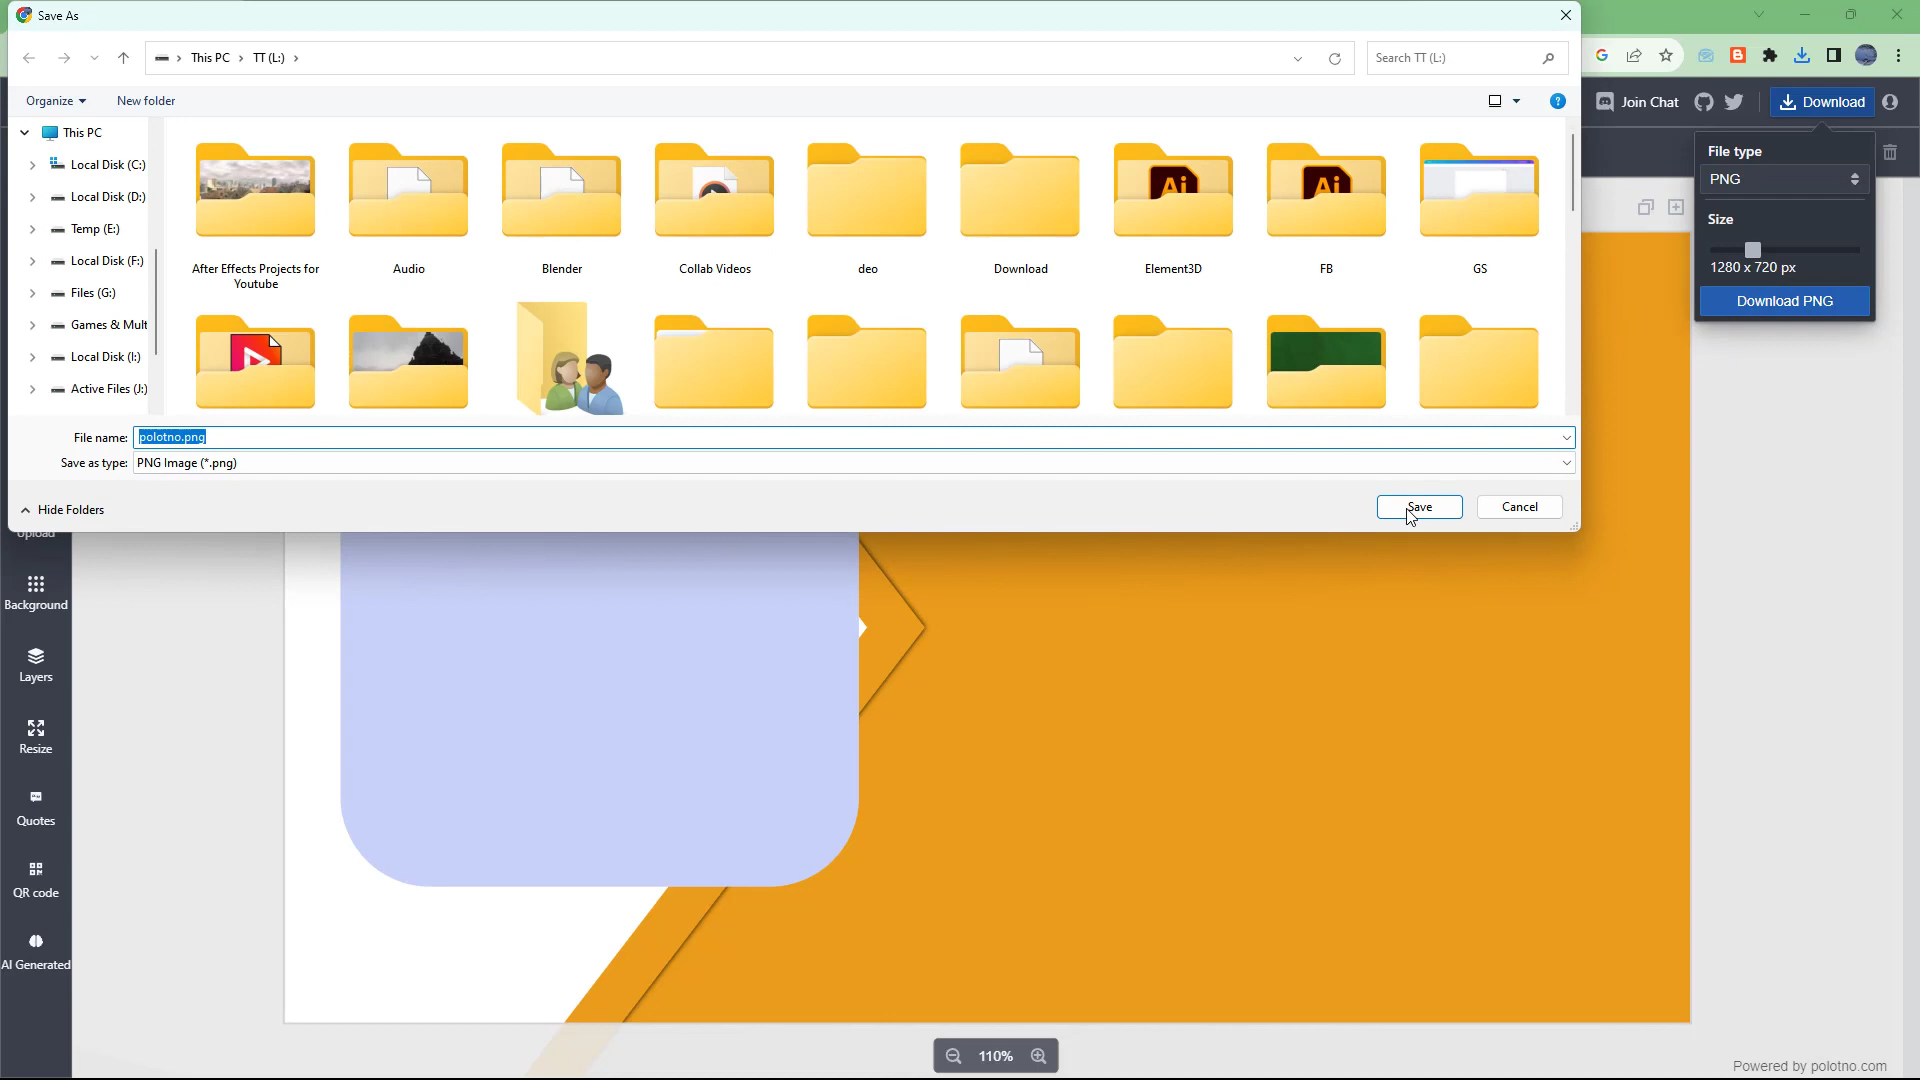 Save As
This PC
TT (L:)
Search TT (L:)
Organize
New folder
Join Chat
Download
This PC
Local Disk (C:)
Local Disk (D:)
Temp (E:)
Local Disk (F:)
Files (G:)
Games & Mult
Local Disk (I:)
Active Files (J:)
After Effects Projects for
Youtube
Audio
Blender
Collab Videos
deo
Download
Element3D
FB
GS
Ai
Ai
File type
PNG
Size
1280 x 720 px
Download PNG
File name: polotno.png
Save as type: PNG Image (*.png)
Hide Folders
Save
Cancel
Upload
Background
Layers
Resize
Quotes
QR code
AI Generated
110%
Powered by polotno.com